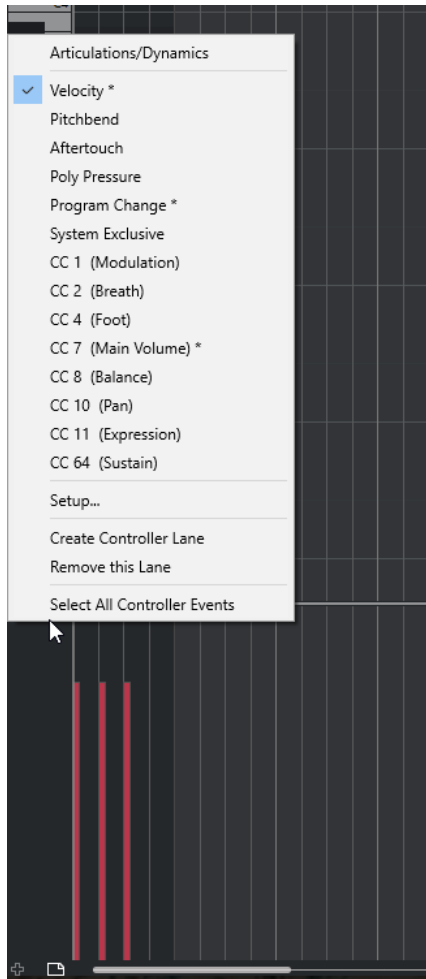 Articulations/Dynamics
Velocity *
Pitchbend
Aftertouch
Poly Pressure
Program Change *
System Exclusive
CC 1 (Modulation)
CC 2 (Breath)
CC 4 (Foot)
CC 7 (Main Volume) *
CC 8 (Balance)
CC 10 (Pan)
CC 11 (Expression)
CC 64 (Sustain)
Setup...
Create Controller Lane
Remove this Lane
Select All Controller Events